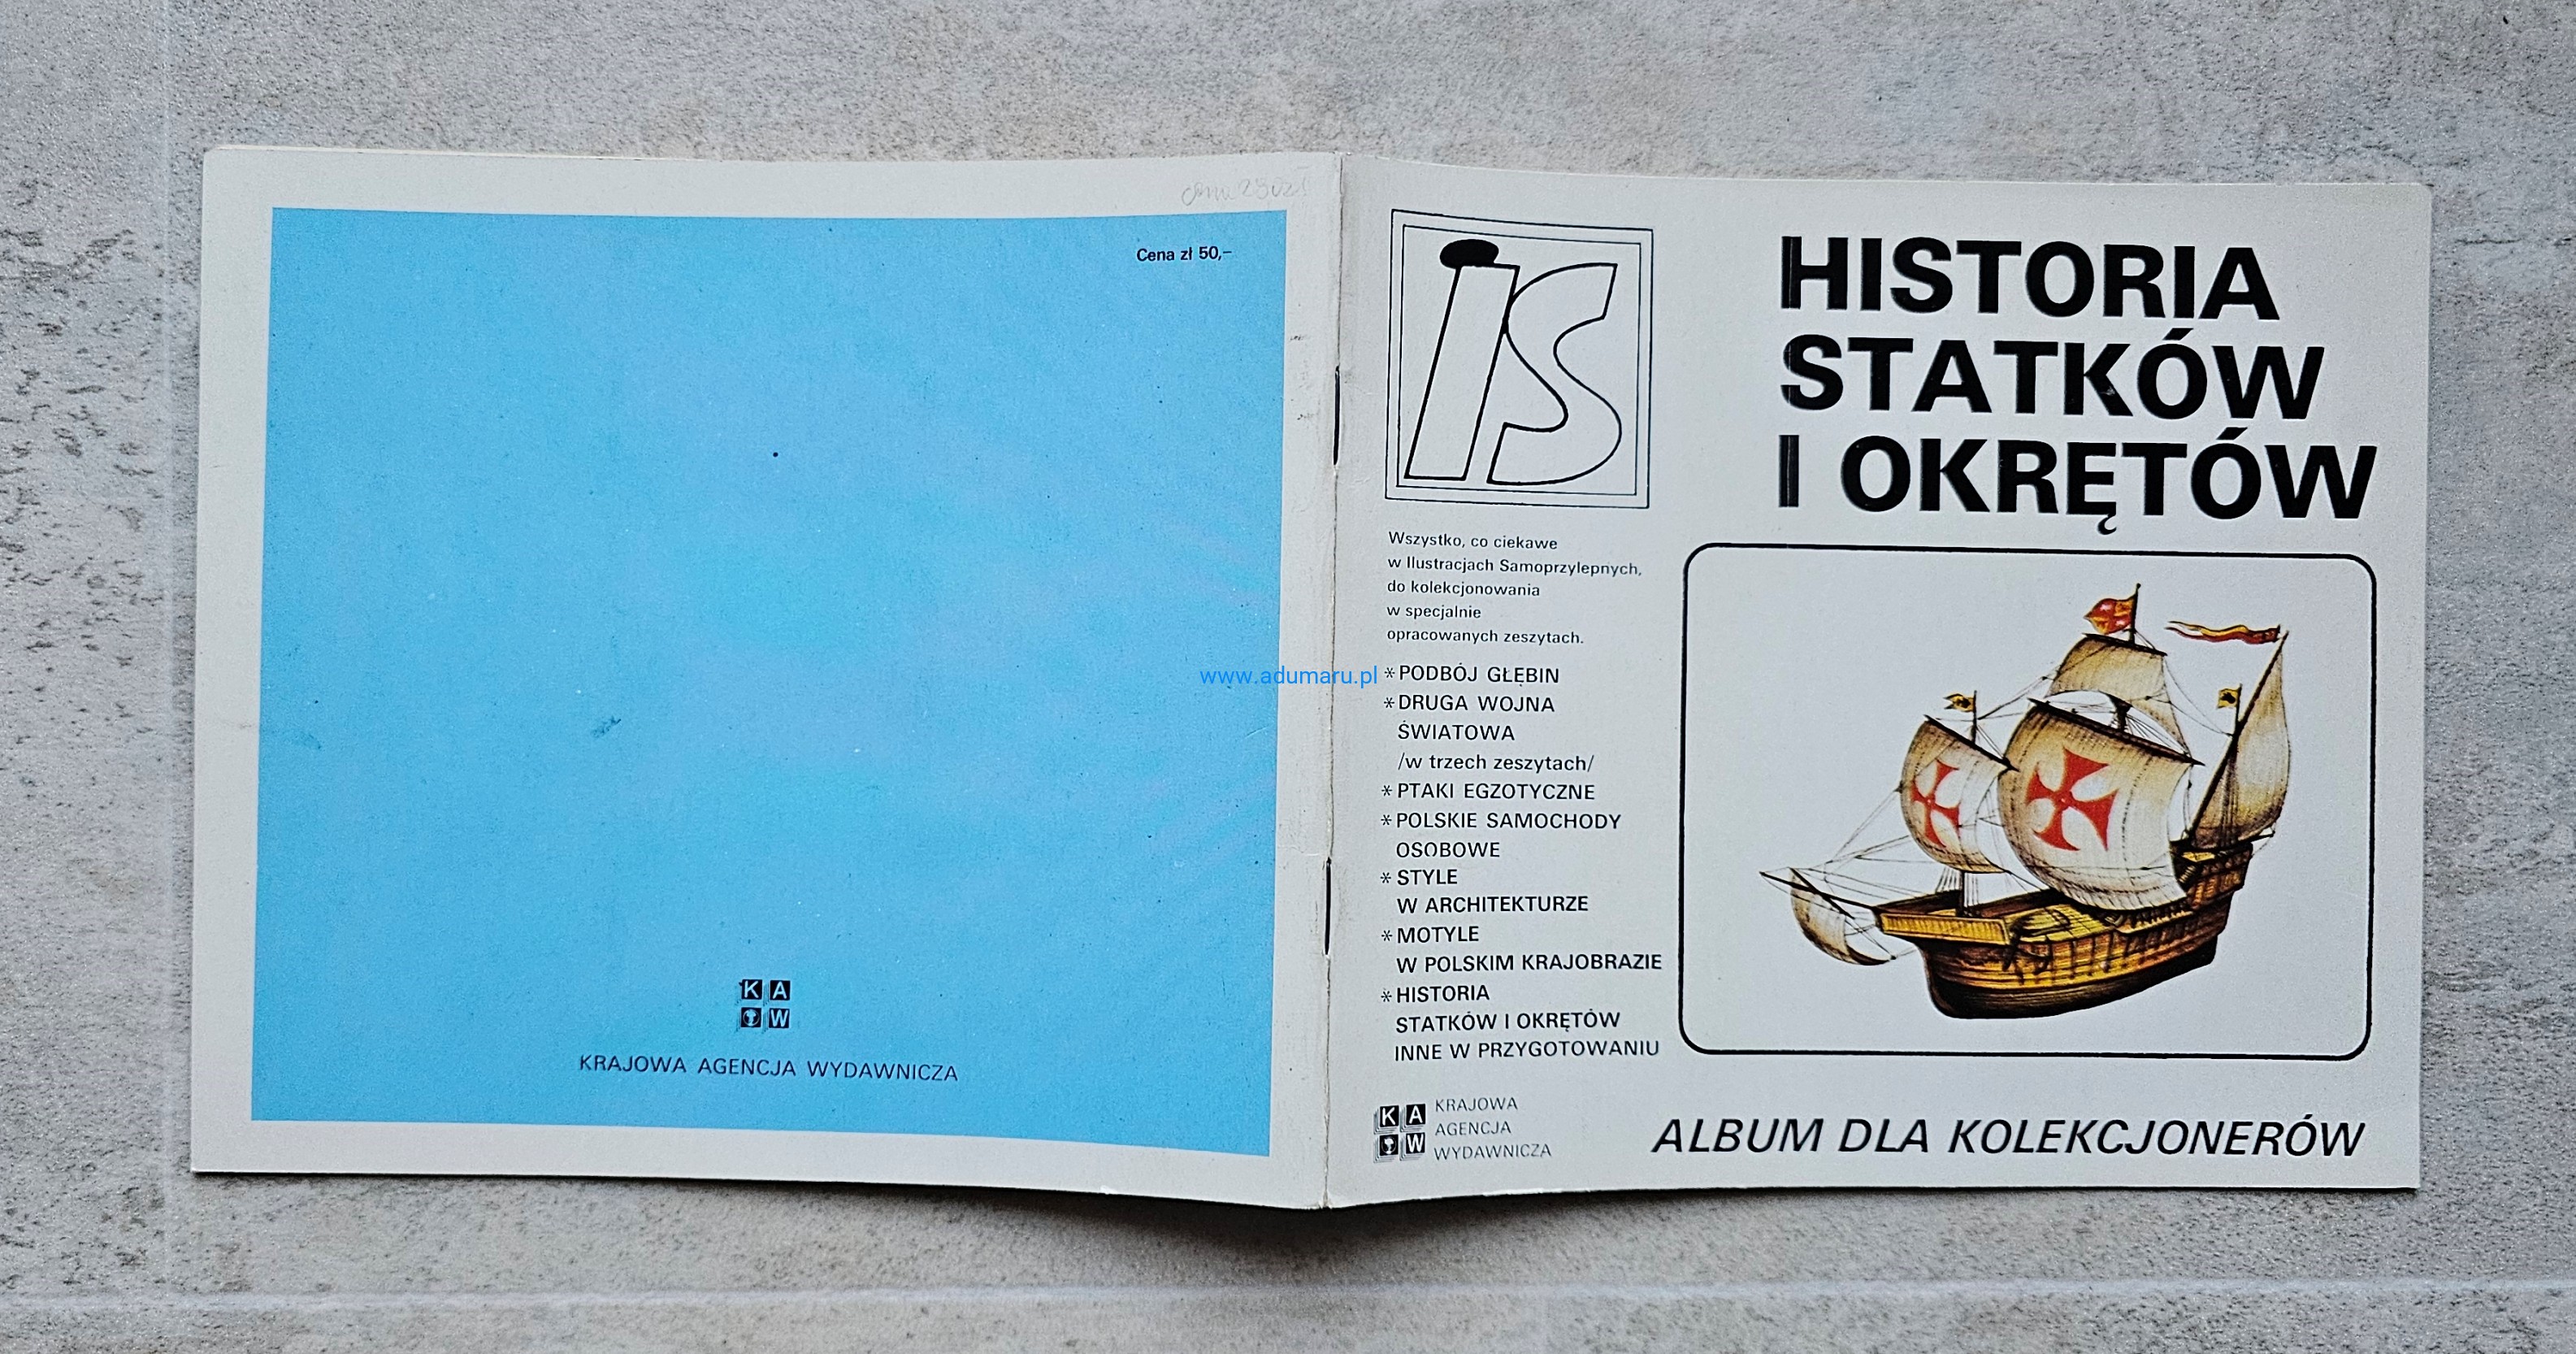 Cena zł 50,–
K A
W
KRAJOWA AGENCJA WYDAWNICZA
IS
HISTORIA
STATKÓW
I OKRĘTÓW
Wszystko, co ciekawe
w Ilustracjach Samoprzylepnych,
do kolekcjonowania
w specjalnie
opracowanych zeszytach.
www.adumaru.pl
* PODBÓJ GŁĘBIN
* DRUGA WOJNA
ŚWIATOWA
/w trzech zeszytach/
* PTAKI EGZOTYCZNE
* POLSKIE SAMOCHODY
OSOBOWE
* STYLE
W ARCHITEKTURZE
* MOTYLE
W POLSKIM KRAJOBRAZIE
* HISTORIA
STATKÓW I OKRĘTÓW
INNE W PRZYGOTOWANIU
K A
W
KRAJOWA
AGENCJA
WYDAWNICZA
ALBUM DLA KOLEKCJONERÓW